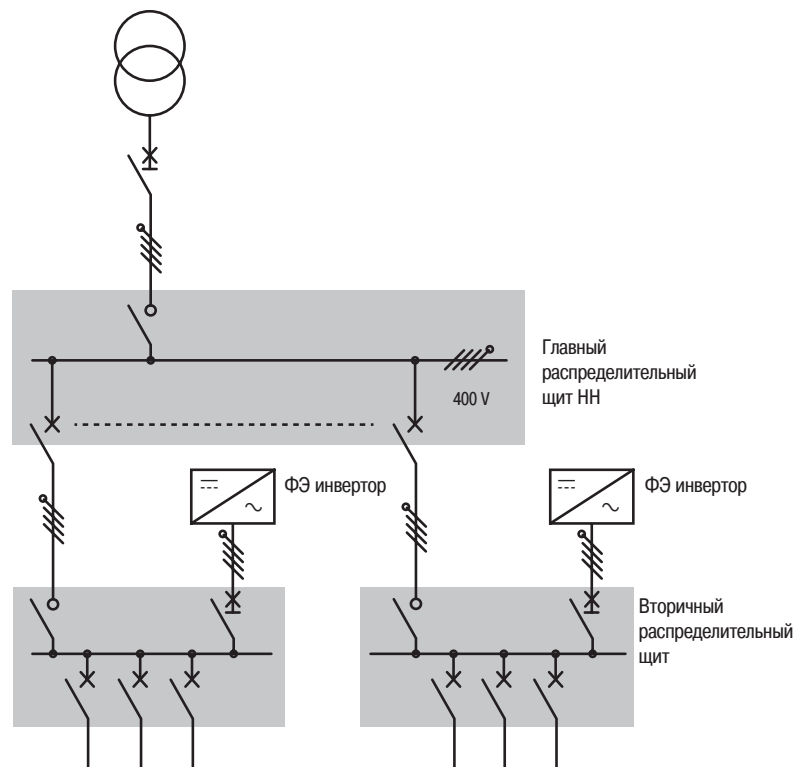 Главный
распределительный
щит НН
400 V
ФЭ инвертор
ФЭ инвертор
Вторичный
распределительный
щит